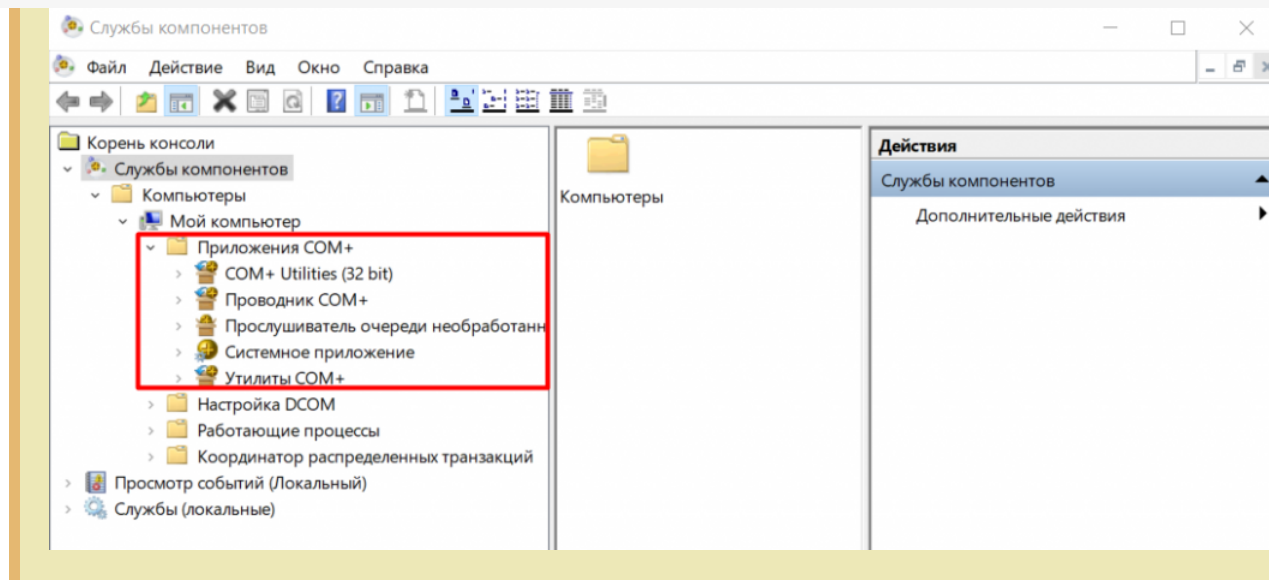 Службы компонентов
Файл Действие Вид Окно Справка
Корень консоли
Службы компонентов
Компьютеры
Мой компьютер
Приложения COM+
COM+ Utilities (32 bit)
Проводник COM+
Прослушиватель очереди необработанн
Системное приложение
Утилиты COM+
Настройка DCOM
Работающие процессы
Координатор распределенных транзакций
Просмотр событий (Локальный)
Службы (локальные)
Компьютеры
Действия
Службы компонентов
Дополнительные действия